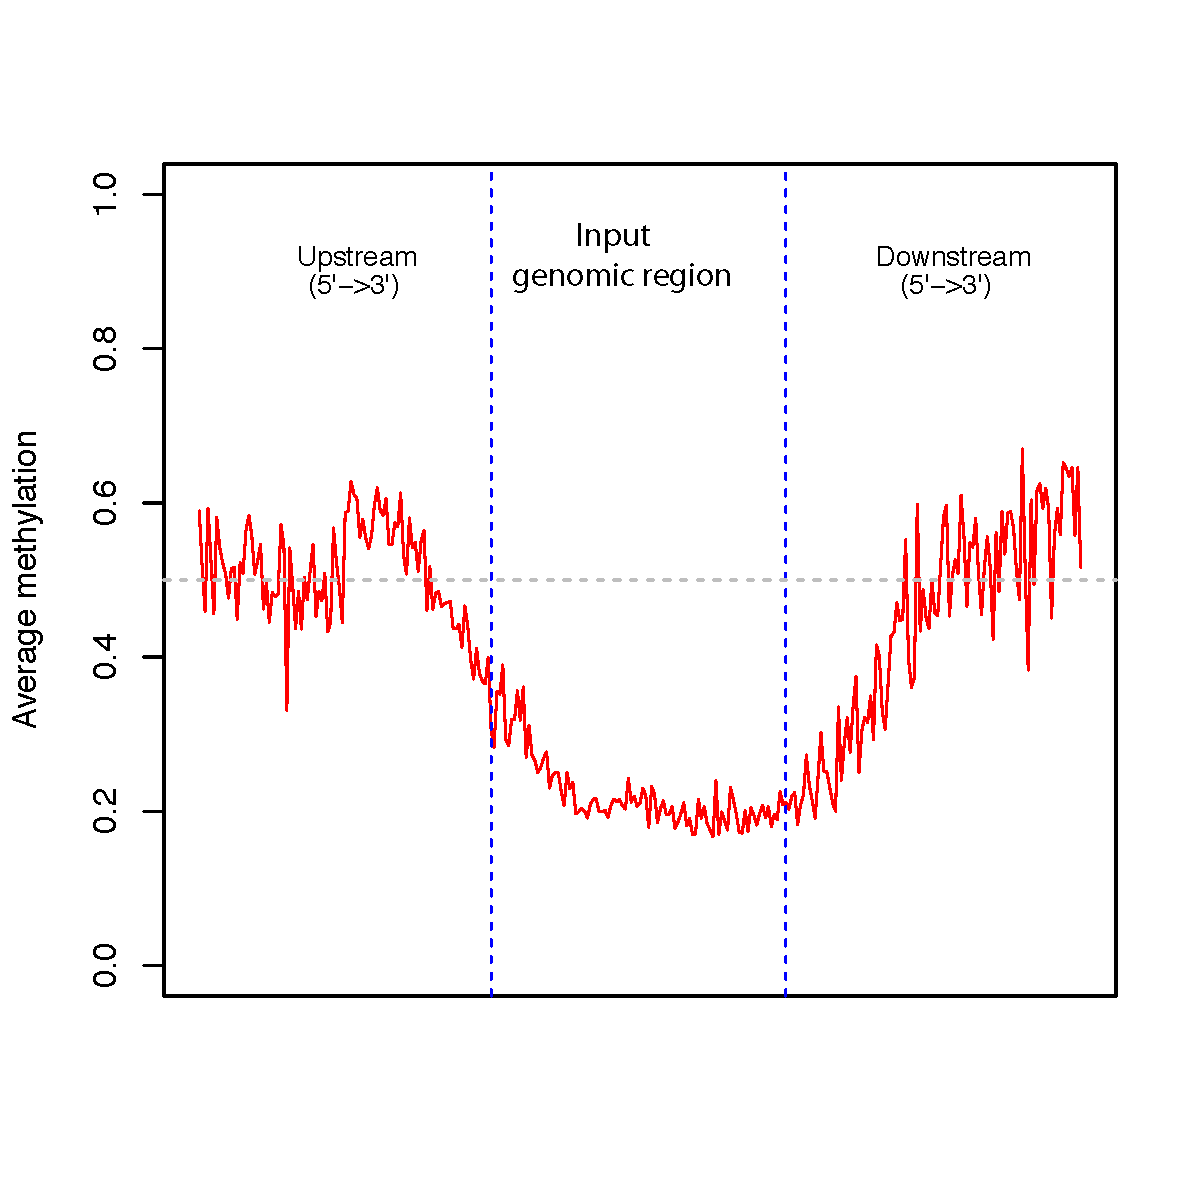 1.0
Input
Upstream
genomic region
Downstream
(5'->3')
(5'->3')
0.8
0.6
Average methylation
0.4
0.2
0.0